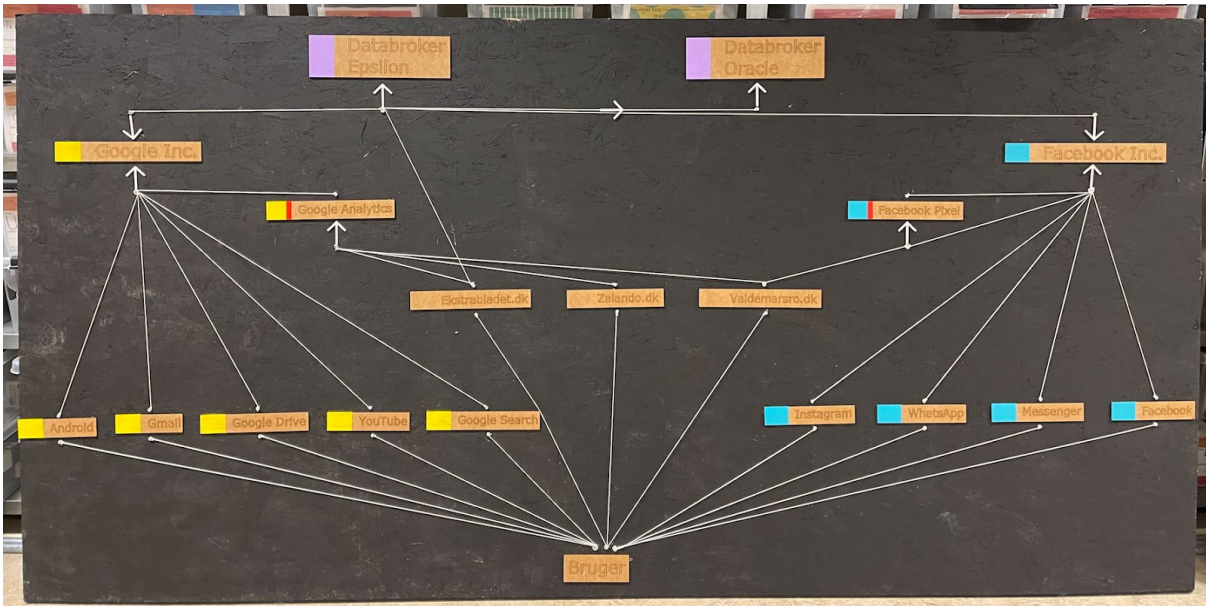 Databroker
Epsilon
Databroker
Oracle
Google Inc.
Facebook Inc.
Google Analytics
Facebook Pixel
Ekstrabladet.dk
Zalando.dk
Valdemarsro.dk
Android
Gmail
Google Drive
YouTube
Google Search
Instagram
WhatsApp
Messenger
Facebook
Bruger